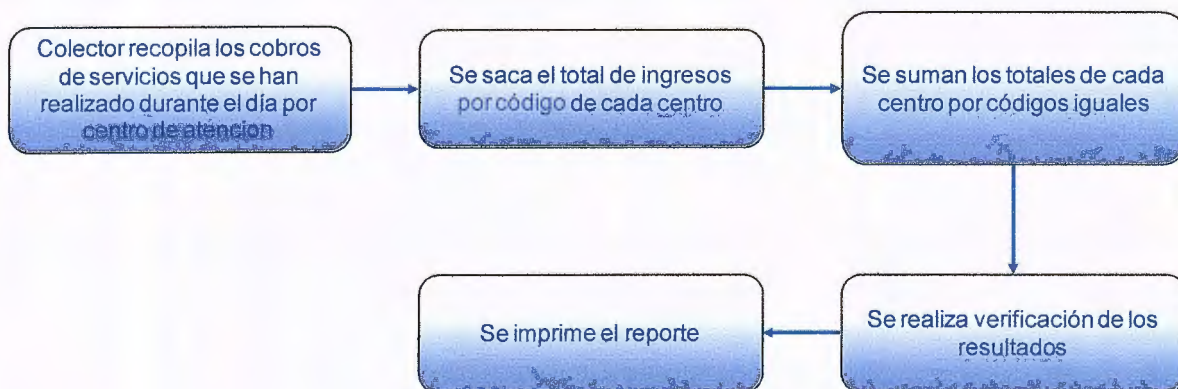 Colector recopila los cobros
de servicios que se han
realizado durante el día por
centro de atencion
Se saca el total de ingresos
por código de cada centro
Se suman los totales de cada
centro por códigos iguales
Se realiza verificación de los
resultados
Se imprime el reporte